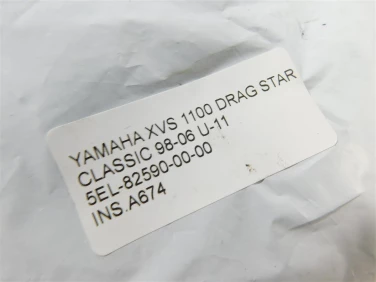 YAMAHA XVS 1100 DRAG STAR
CLASSIC 98-06 U-11
5EL-82590-00-00
INS.A674